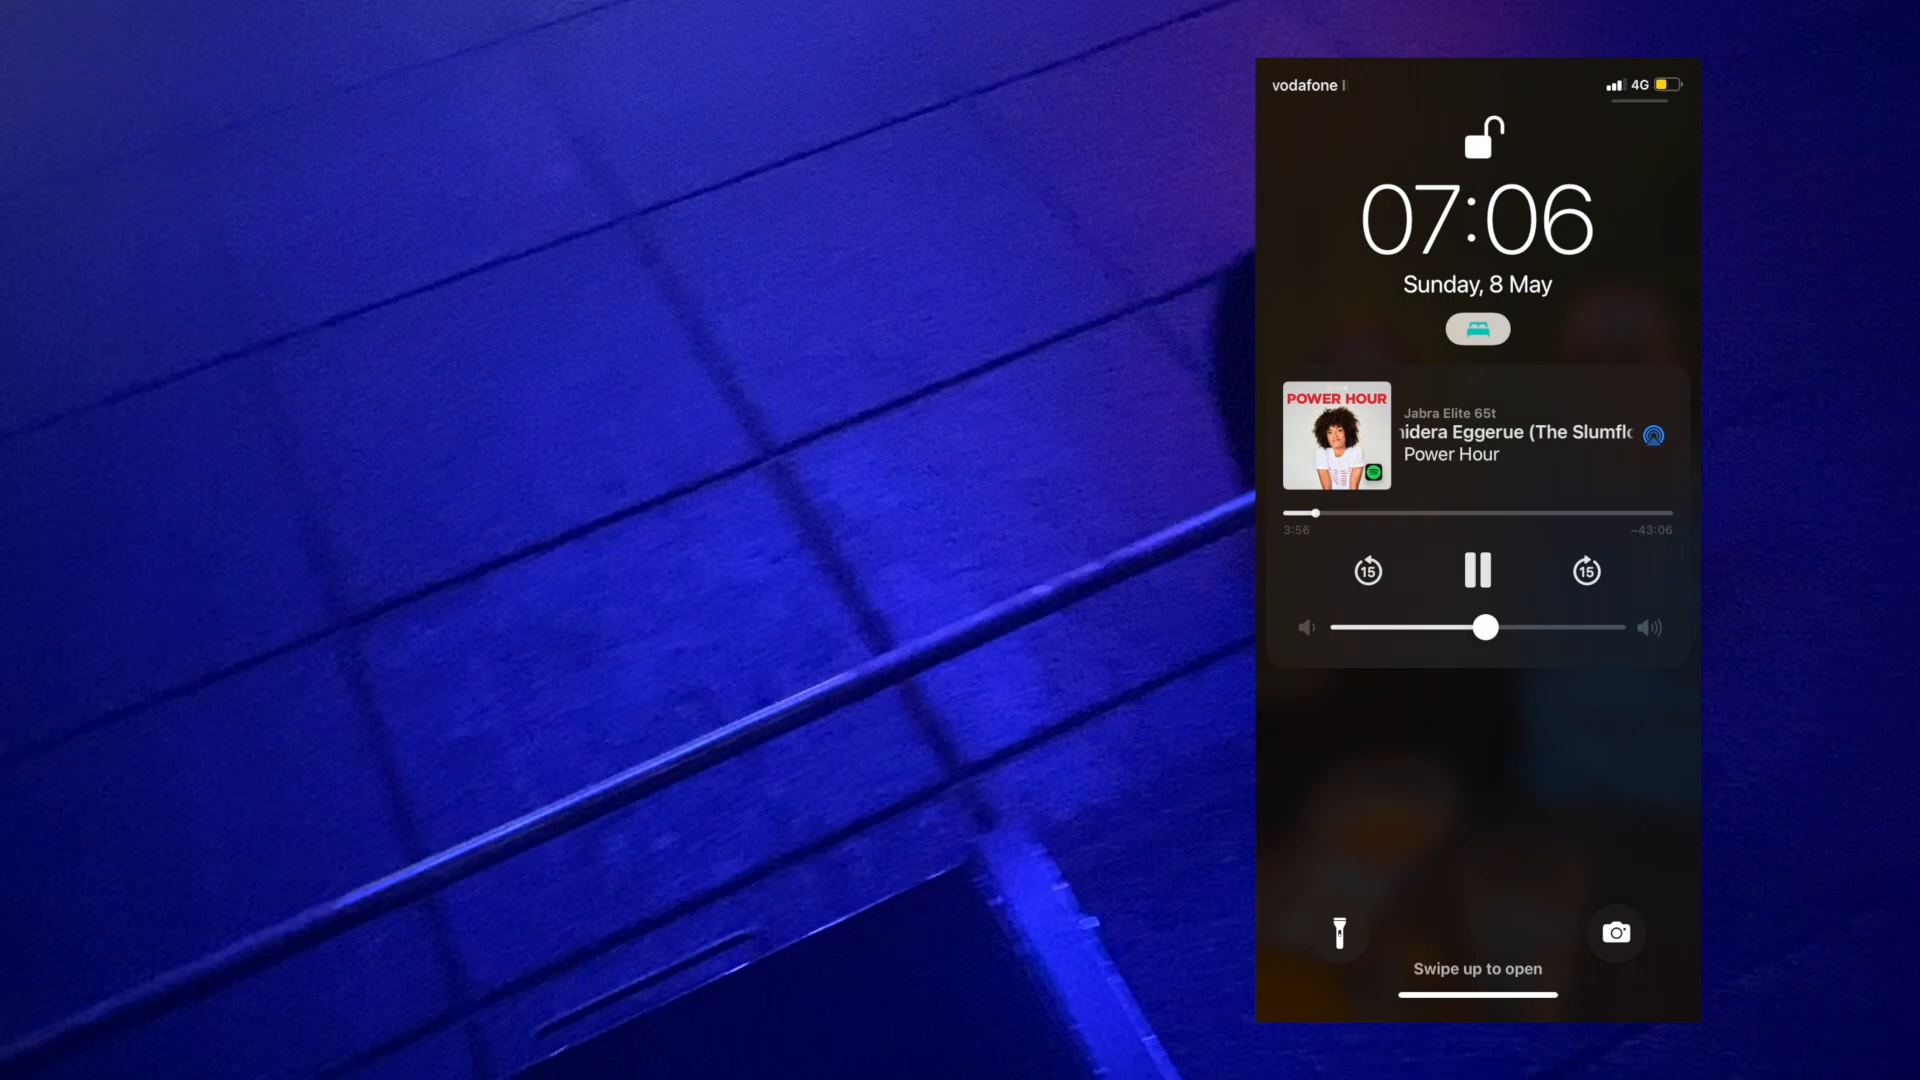 vodafone
4G
07:06
Sunday, 8 May
POWER HOUR
Jabra Elite 65t
idera Eggerue (The Slumfl
Power Hour
3:56
−43:06
15
15
Swipe up to open